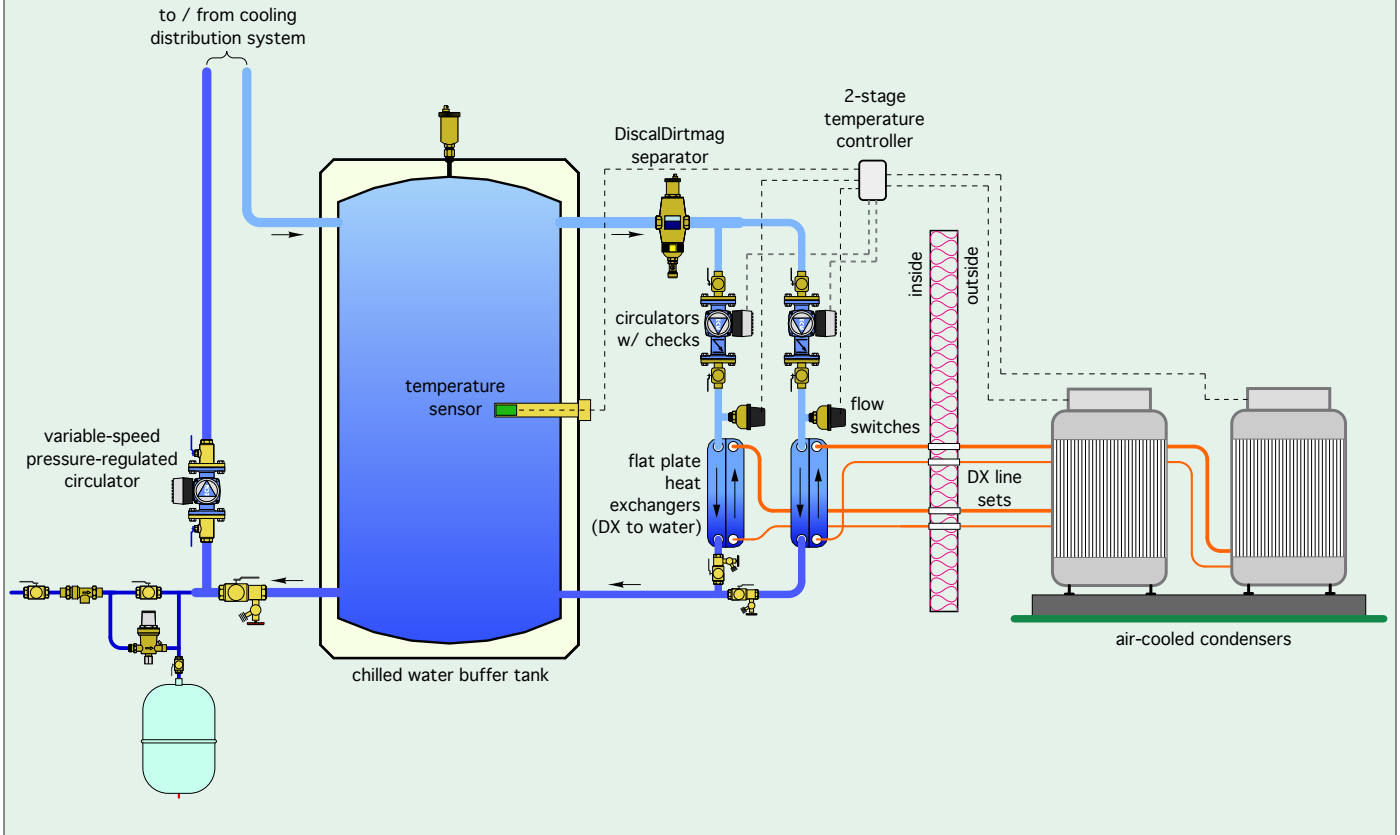 to / from cooling
distribution system
2-stage
temperature
controller
DiscalDirtmag
separator
inside
outside
circulators
w/ checks
temperature
sensor
flow
switches
variable-speed
pressure-regulated
circulator
flat plate
heat
exchangers
(DX to water)
DX line
sets
air-cooled condensers
chilled water buffer tank